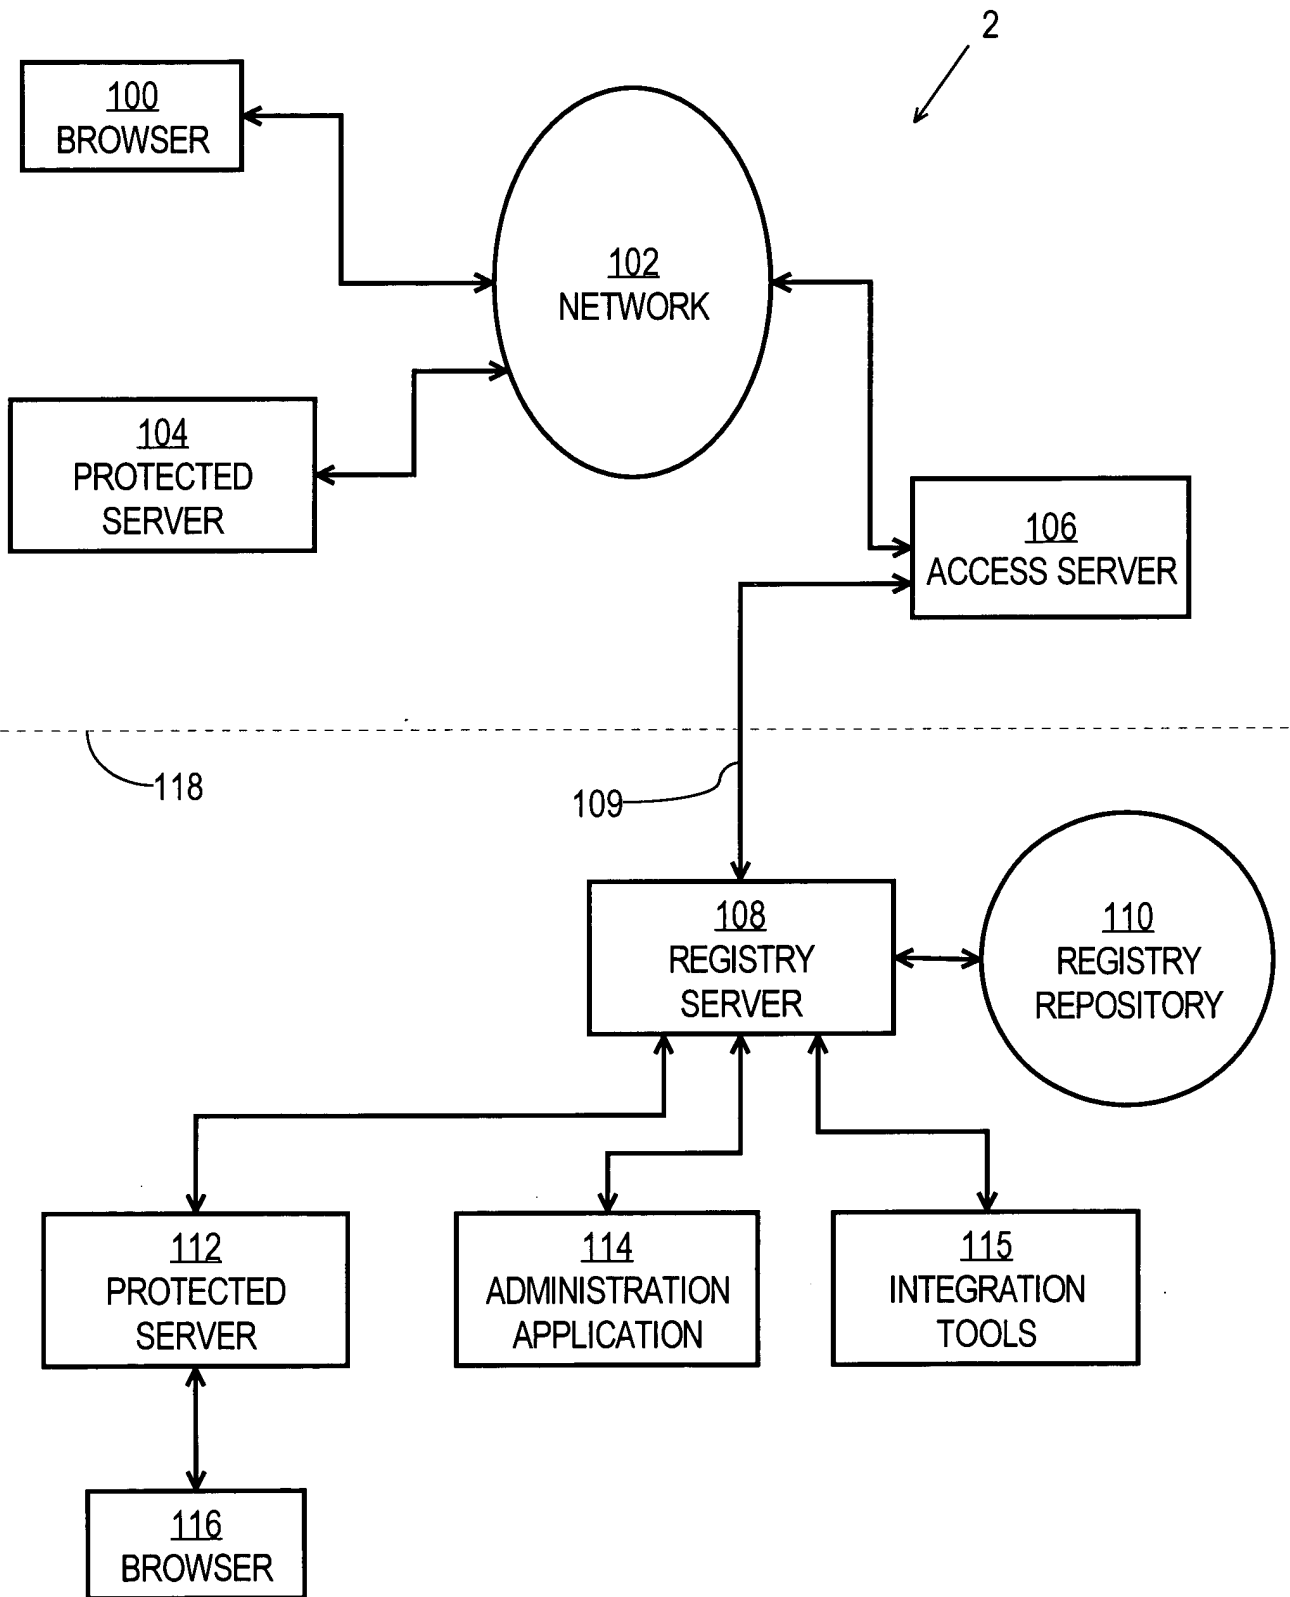 2
100
BROWSER
102
NETWORK
104
PROTECTED
SERVER
106
ACCESS SERVER
118
109
108
REGISTRY
SERVER
110
REGISTRY
REPOSITORY
112
PROTECTED
SERVER
114
ADMINISTRATION
APPLICATION
115
INTEGRATION
TOOLS
116
BROWSER